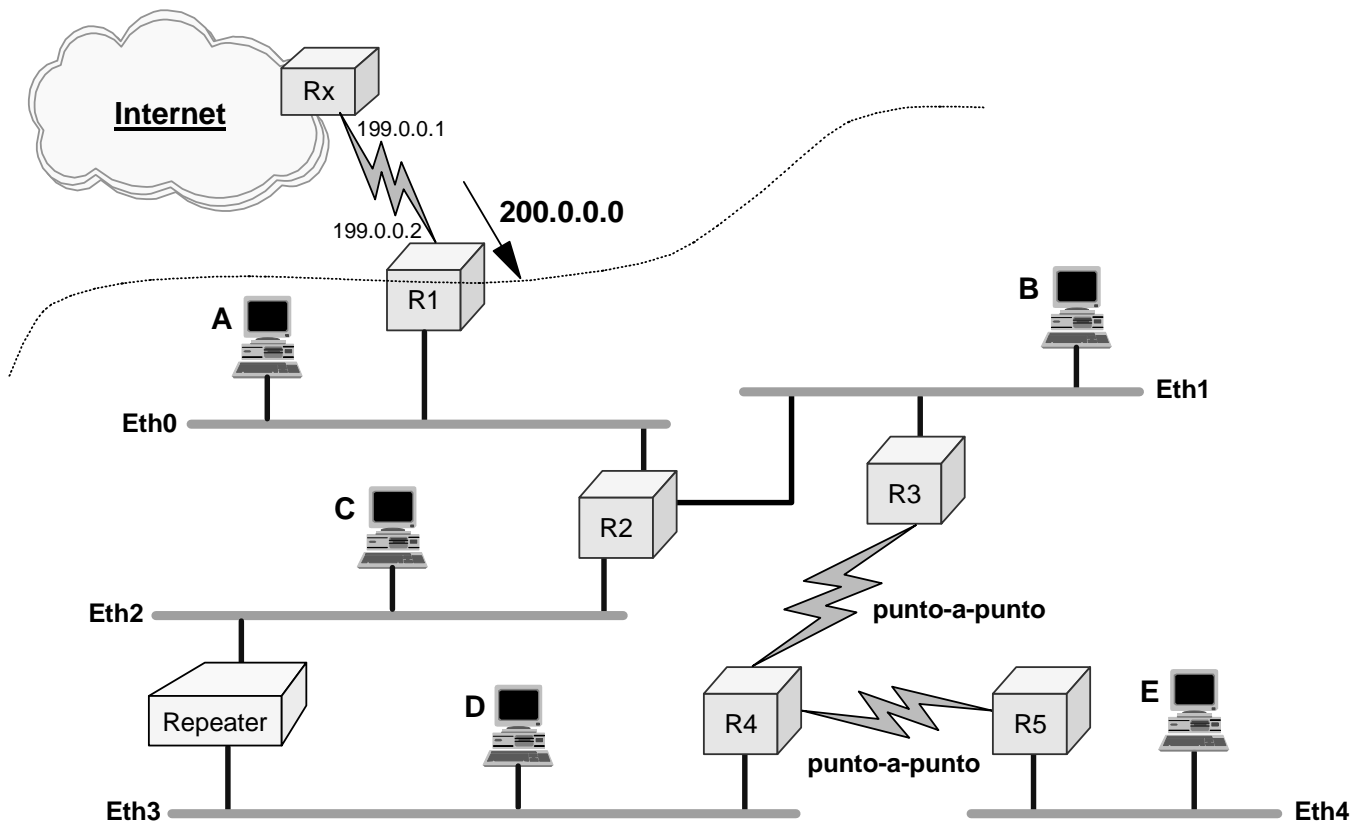 Rx
Internet
199.0.0.1
200.0.0.0
199.0.0.2
R1
B
A
Eth1
Eth0
R3
C
R2
punto-a-punto
Eth2
E
D
Repeater
R4
R5
punto-a-punto
Eth3
Eth4